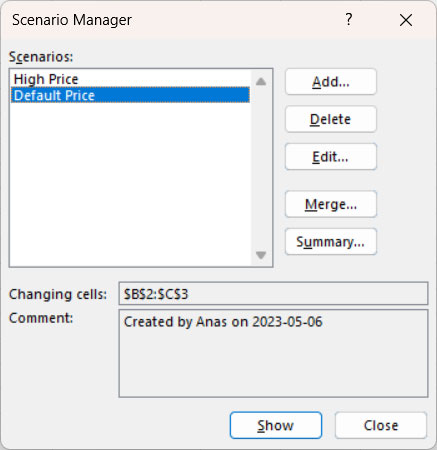 Scenario Manager
?
Scenarios:
High Price
Default Price
Add...
Delete
Edit...
Merge...
Summary...
Changing cells:
$B$2:$C$3
Comment:
Created by Anas on 2023-05-06
Show
Close